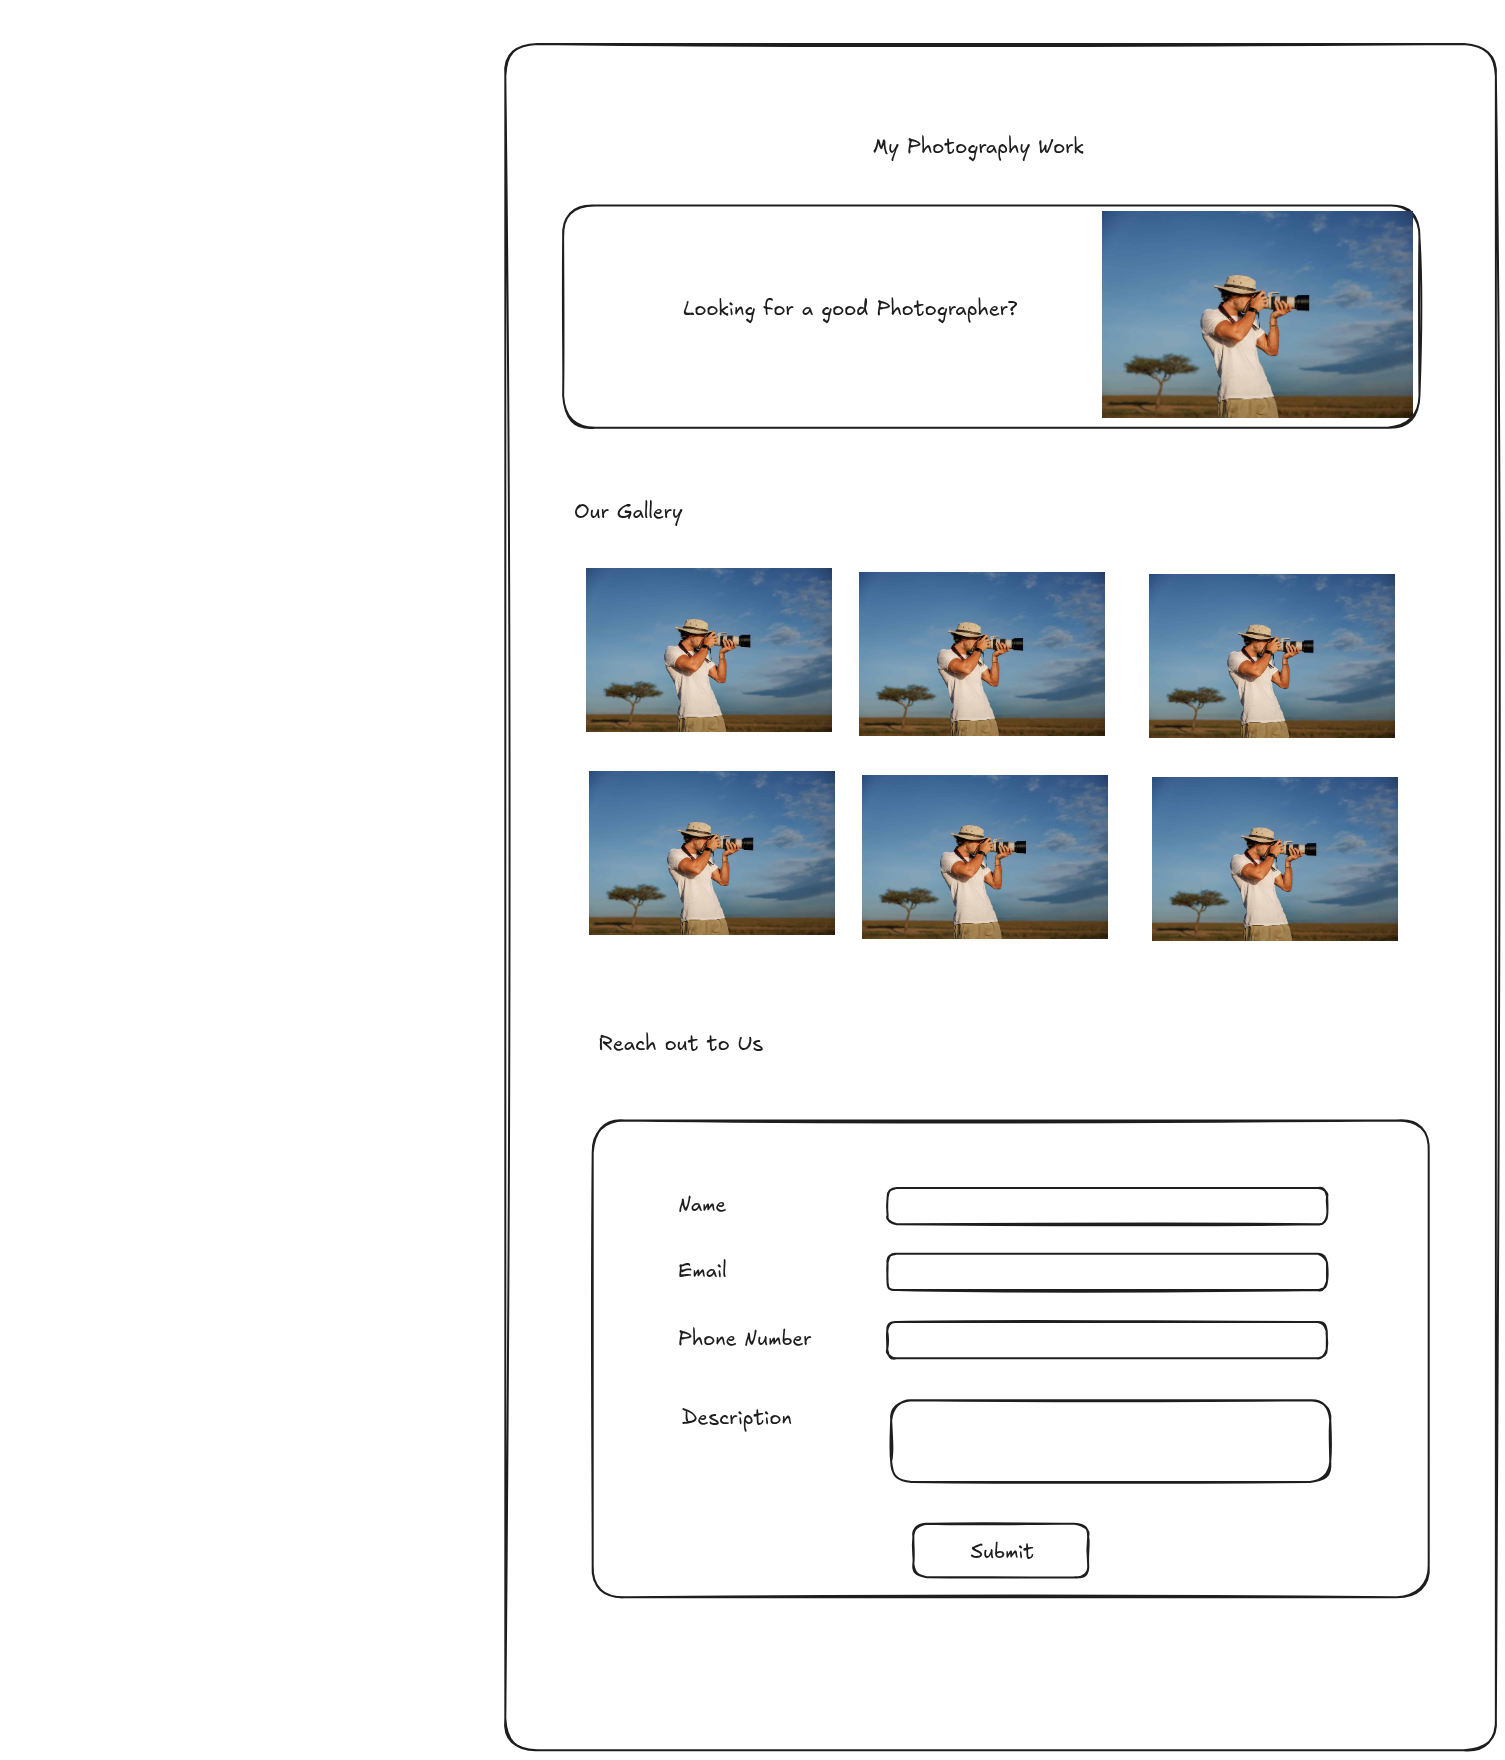 My Photography Work
Looking for a good Photographer?
Our Gallery
Reach out to Us
Name
Email
Phone Number
Description
Submit